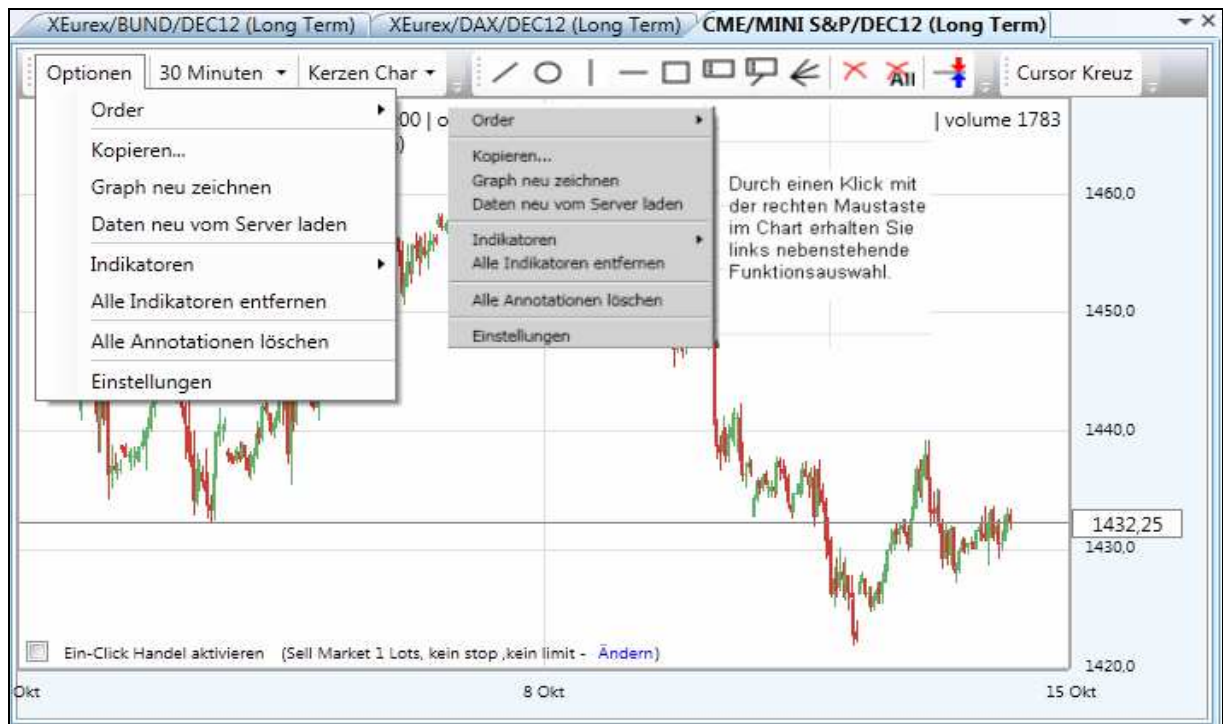 XEurex/BUND/DEC12 (Long Term) XEurex/DAX/DEC12 (Long Term) CME/MINI S&P/DEC12 (Long Term)
Optionen 30 Minuten Kerzen Char All Cursor Kreuz
00 | o | volume 1783
Order
Kopieren...
Graph neu zeichnen
Daten neu vom Server laden
Indikatoren
Alle Indikatoren entfernen
Alle Annotationen löschen
Einstellungen
Order
Kopieren...
Graph neu zeichnen
Daten neu vom Server laden
Indikatoren
Alle Indikatoren entfernen
Alle Annotationen löschen
Einstellungen
Durch einen Klick mit
der rechten Maustaste
im Chart erhalten Sie
links nebenstehende
Funktionsauswahl.
1460,0
1450,0
1440,0
1432,25
1430,0
1420,0
Ein-Click Handel aktivieren (Sell Market 1 Lots, kein stop ,kein limit - Ändern)
Okt 8 Okt 15 Okt